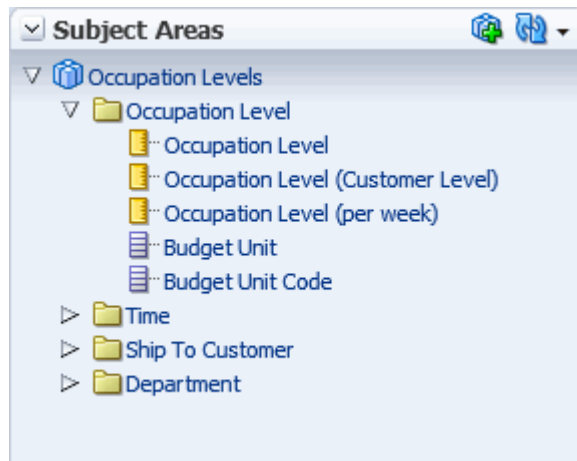 Subject Areas
Occupation Levels
Occupation Level
Occupation Level
Occupation Level (Customer Level)
Occupation Level (per week)
Budget Unit
Budget Unit Code
Time
Ship To Customer
Department